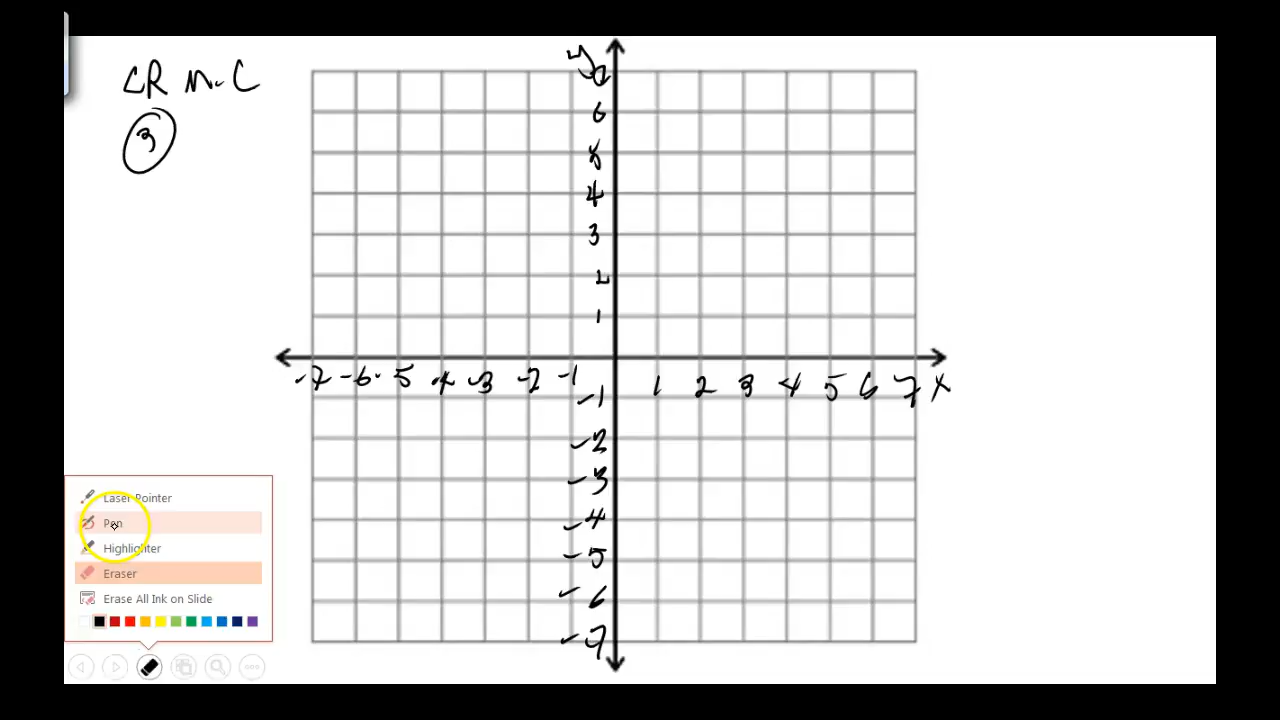 CR M.C
3
y
6
4
3
2
1
-7 -6 -5 -4 -3 -2 -1
1 2 3 4 5 6 7 x
-1
-2
-3
-4
-5
-6
-7
Laser Pointer
Pen
Highlighter
Eraser
Erase All Ink on Slide